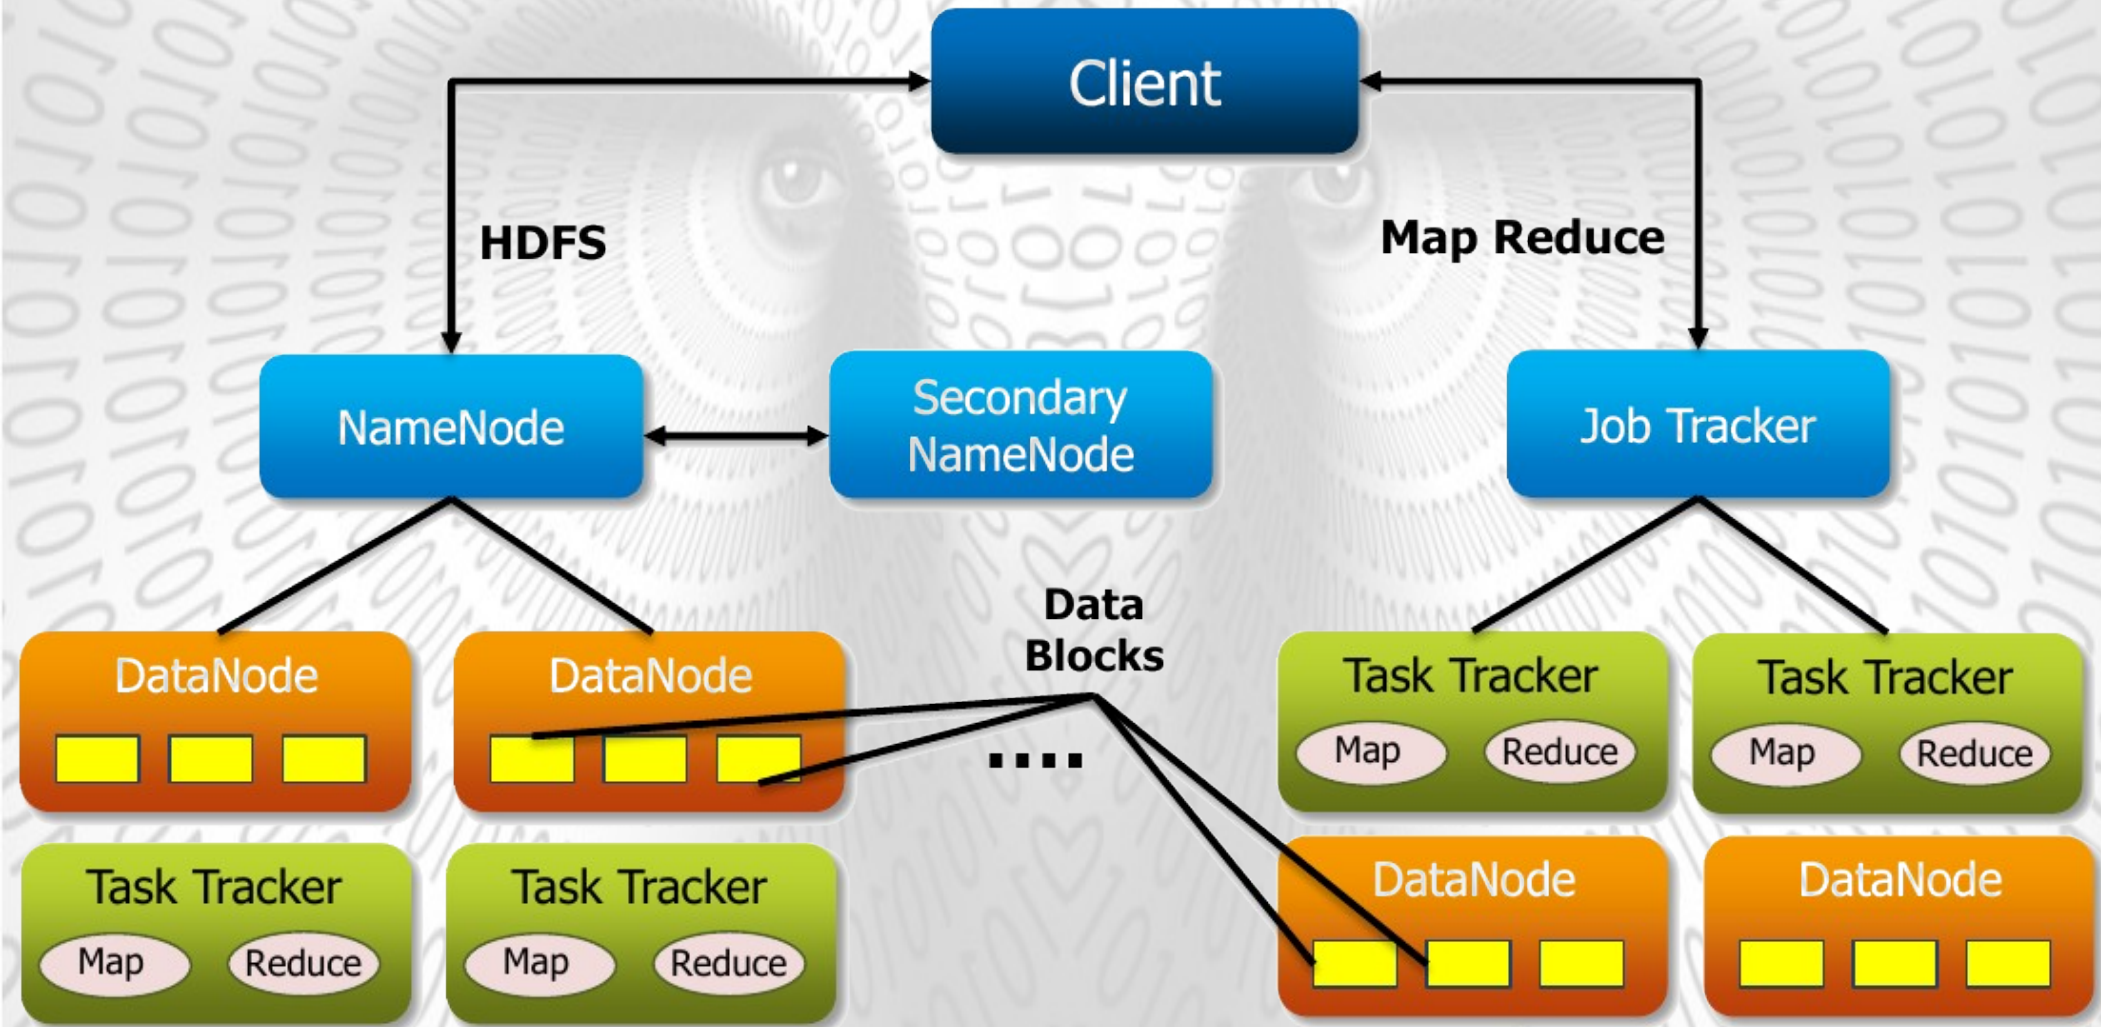 Client
HDFS
Map Reduce
NameNode
Secondary
NameNode
Job Tracker
Data
Blocks
DataNode
DataNode
....
Task Tracker
Map
Reduce
Task Tracker
Map
Reduce
Task Tracker
Map
Reduce
Task Tracker
Map
Reduce
DataNode
DataNode